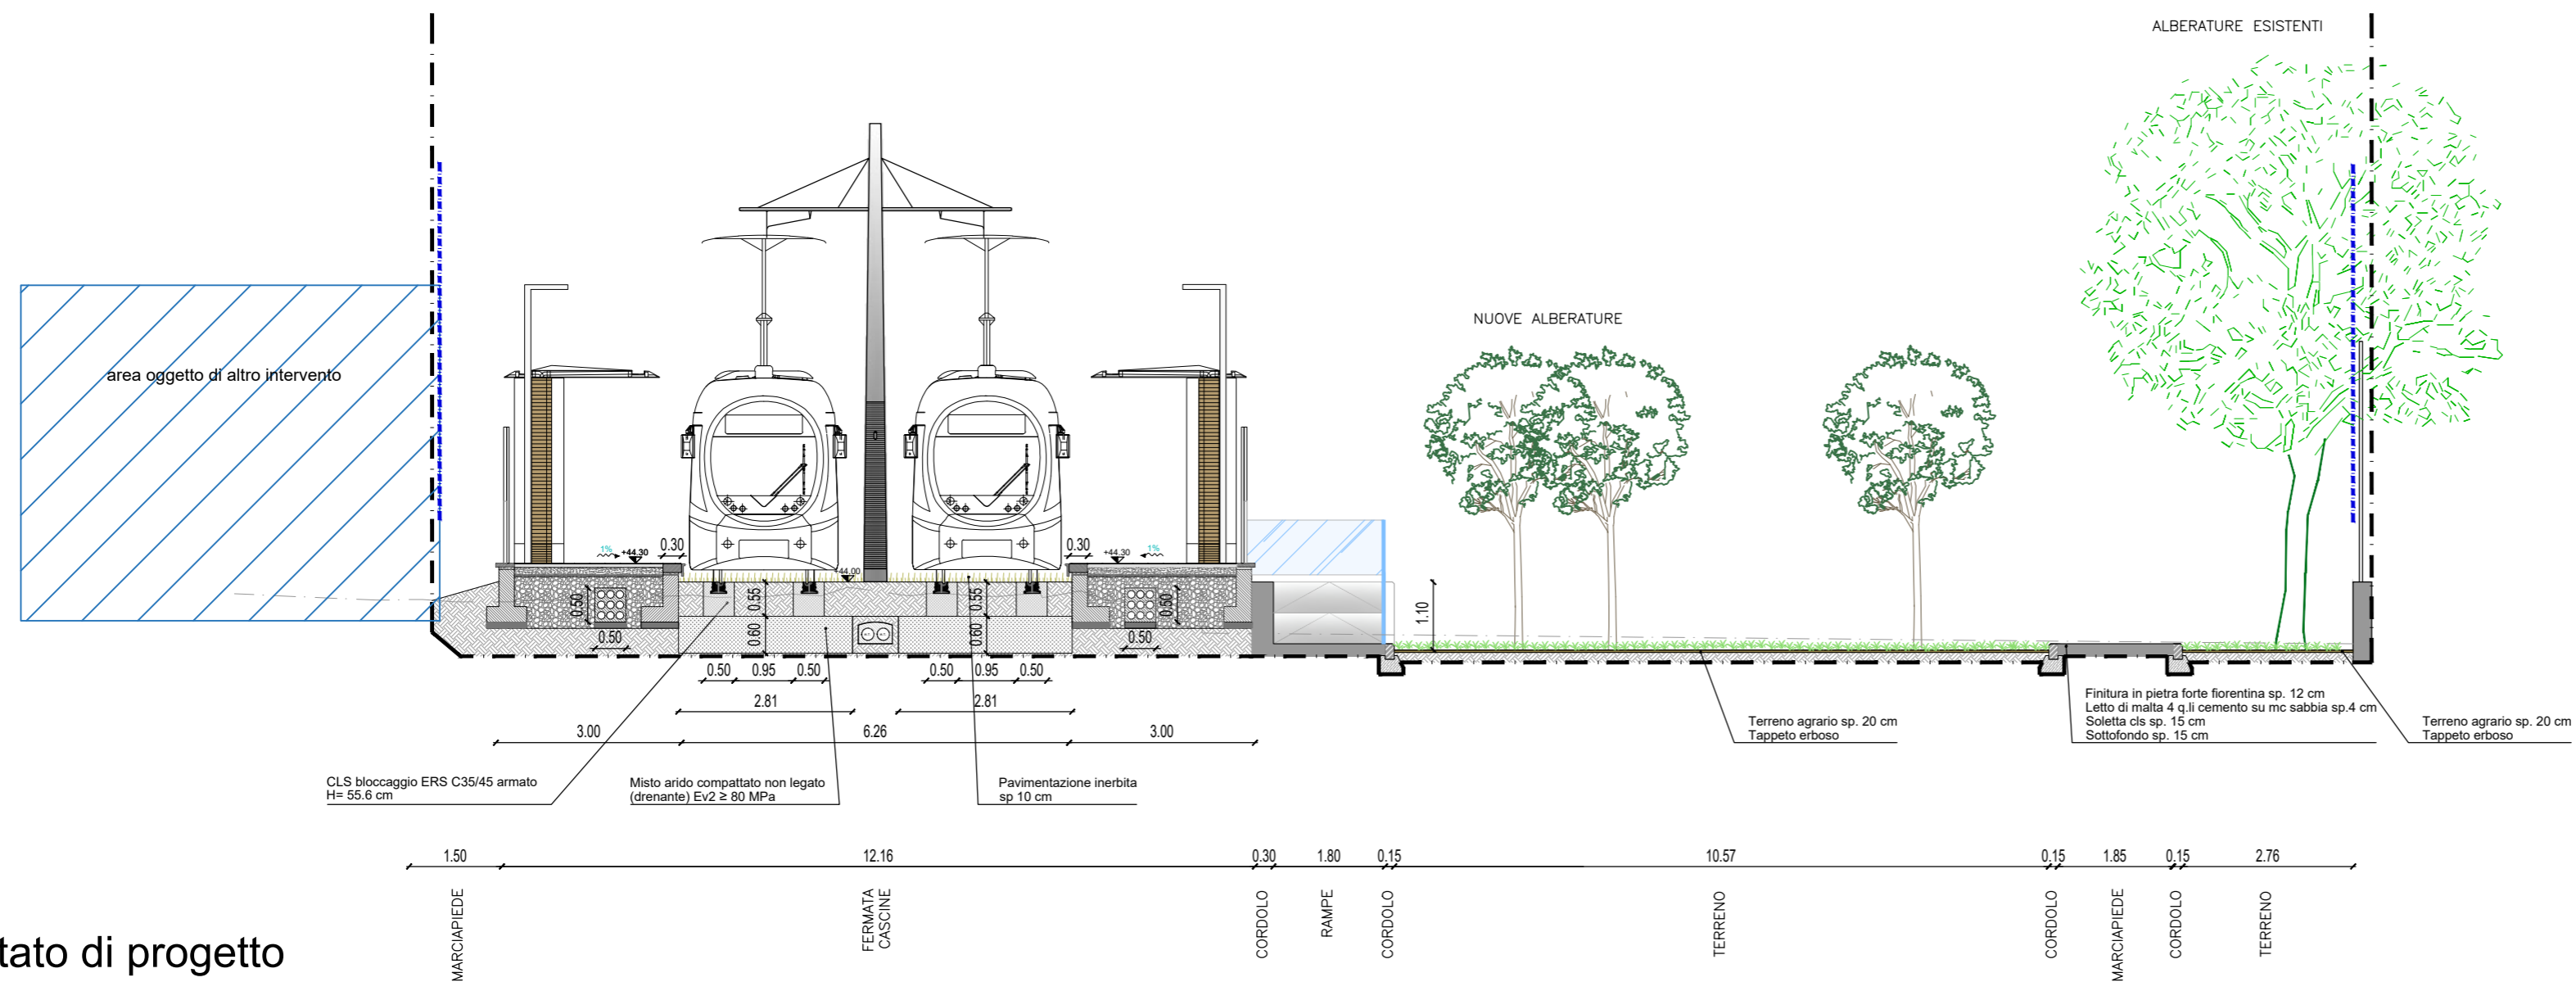 ALBERATURE ESISTENTI
NUOVE ALBERATURE
area oggetto di altro intervento
1%
+44.30
0.30
0.30
+44.30
1%
+44.00
0.50
0.55
0.55
0.50
0.50
0.60
0.60
0.50
1.10
0.50
0.95
0.50
0.50
0.95
0.50
2.81
2.81
3.00
6.26
3.00
CLS bloccaggio ERS C35/45 armato
H= 55.6 cm
Misto arido compattato non legato
(drenante) Ev2 ≥ 80 MPa
Pavimentazione inerbita
sp 10 cm
Terreno agrario sp. 20 cm
Tappeto erboso
Finitura in pietra forte fiorentina sp. 12 cm
Letto di malta 4 q.li cemento su mc sabbia sp.4 cm
Soletta cls sp. 15 cm
Sottofondo sp. 15 cm
Terreno agrario sp. 20 cm
Tappeto erboso
1.50
12.16
0.30
1.80
0.15
10.57
0.15
1.85
0.15
2.76
MARCIAPIEDE
FERMATA
CASCINE
CORDOLO
RAMPE
CORDOLO
TERRENO
CORDOLO
MARCIAPIEDE
CORDOLO
TERRENO
tato di progetto